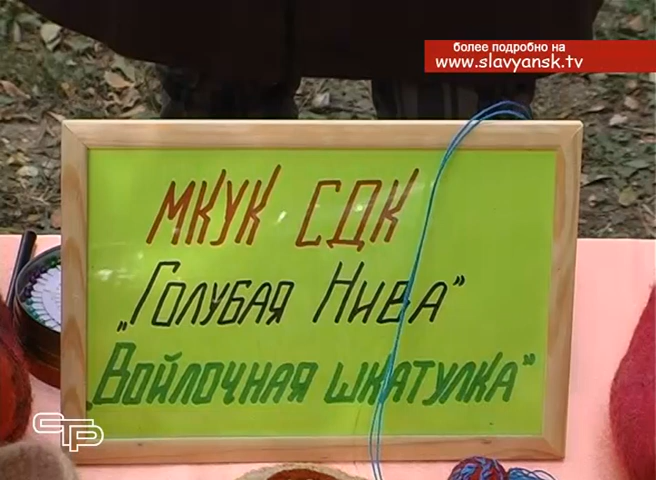 более подробно на
www.slavyansk.tv
МКУК СДК
„Голубая Нива"
„Войлочная шкатулка"
СТР